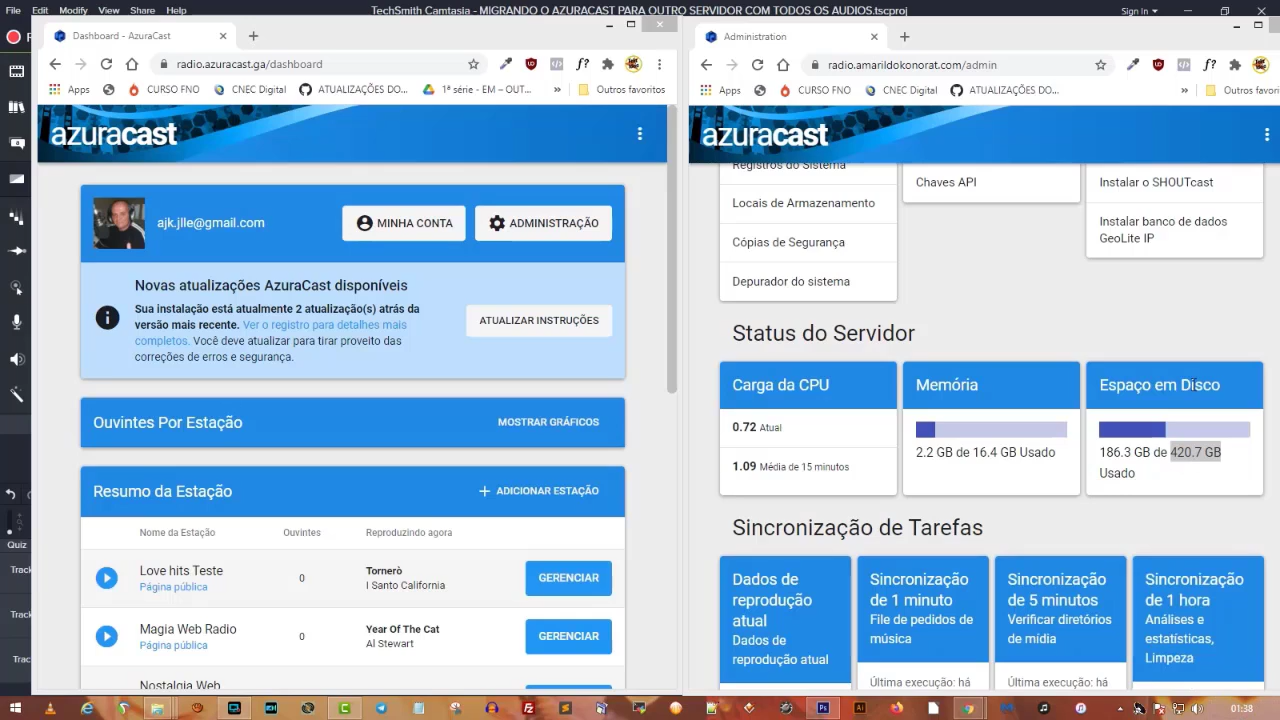 File Edit Modify View Share Help
TechSmith Camtasia - MIGRANDO O AZURACAST PARA OUTRO SERVIDOR COM TODOS OS AUDIOS.tscproj
Sign In
Dashboard - AzuraCast
radio.azuracast.ga/dashboard
Apps CURSO FNO CNEC Digital ATUALIZAÇÕES DO... 1ª série - EM – OUT... » Outros favoritos
azuracast
ajk.jlle@gmail.com
MINHA CONTA
ADMINISTRAÇÃO
Novas atualizações AzuraCast disponíveis
Sua instalação está atualmente 2 atualização(s) atrás da
versão mais recente. Ver o registro para detalhes mais
completos. Você deve atualizar para tirar proveito das
correções de erros e segurança.
ATUALIZAR INSTRUÇÕES
Ouvintes Por Estação
MOSTRAR GRÁFICOS
Resumo da Estação
+ ADICIONAR ESTAÇÃO
Nome da Estação Ouvintes Reproduzindo agora
Love hits Teste
Página pública
0
Tornerò
I Santo California
GERENCIAR
Magia Web Radio
Página pública
0
Year Of The Cat
Al Stewart
GERENCIAR
Nostalgia Web
Administration
radio.amarildokonorat.com/admin
Apps CURSO FNO CNEC Digital ATUALIZAÇÕES DO... » Outros favori
azuracast
Registros do Sistema
Locais de Armazenamento
Cópias de Segurança
Depurador do sistema
Chaves API
Instalar o SHOUTcast
Instalar banco de dados
GeoLite IP
Status do Servidor
Carga da CPU
0.72 Atual
1.09 Média de 15 minutos
Memória
2.2 GB de 16.4 GB Usado
Espaço em Disco
186.3 GB de 420.7 GB
Usado
Sincronização de Tarefas
Dados de
reprodução
atual
Dados de
reprodução atual
Sincronização
de 1 minuto
File de pedidos de
música
Última execução: há
Sincronização
de 5 minutos
Verificar diretórios
de mídia
Última execução: há
Sincronização
de 1 hora
Análises e
estatísticas,
Limpeza
Quiz
Track
Track
Trac
01:38